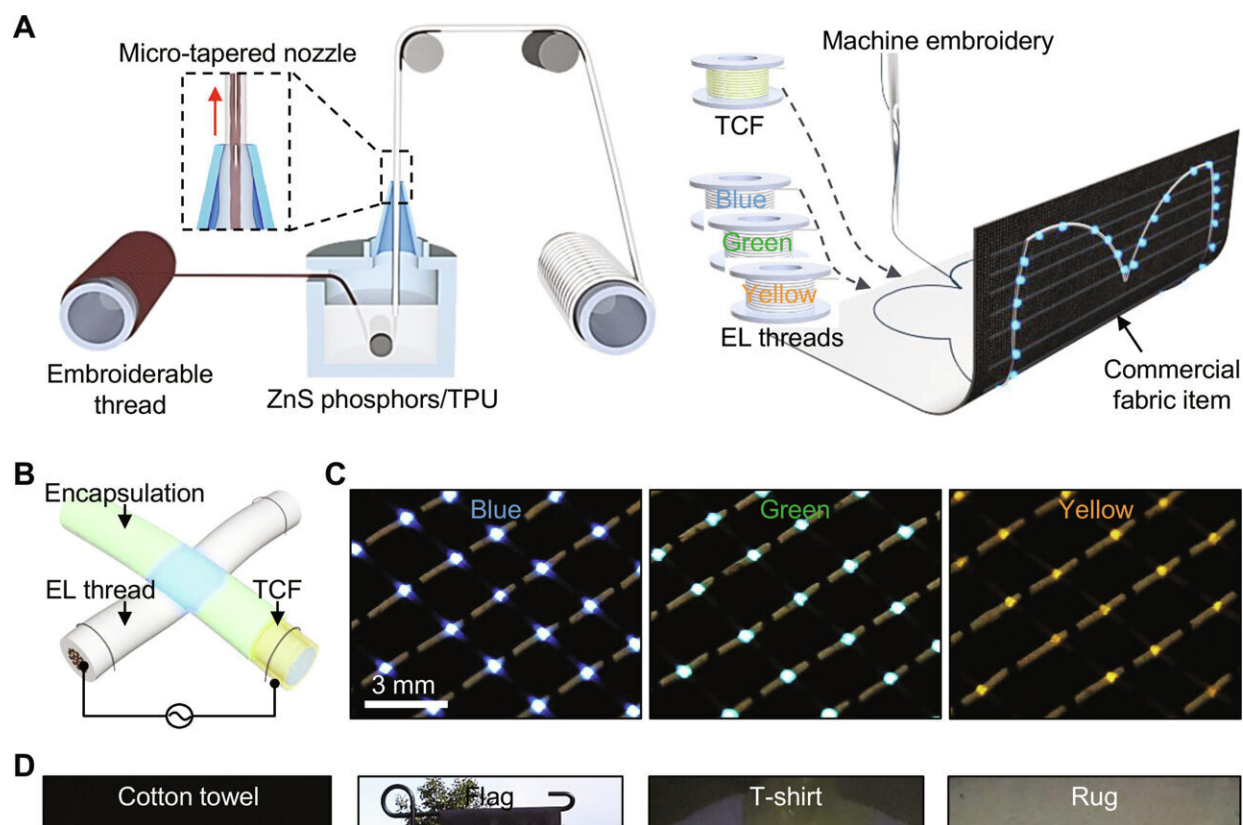 A
Micro-tapered nozzle
Embroiderable
thread
ZnS phosphors/TPU
Machine embroidery
TCF
Blue
Green
Yellow
EL threads
Commercial
fabric item
B
Encapsulation
EL thread
TCF
C
Blue
Green
Yellow
3 mm
D
Cotton towel
Flag
T-shirt
Rug